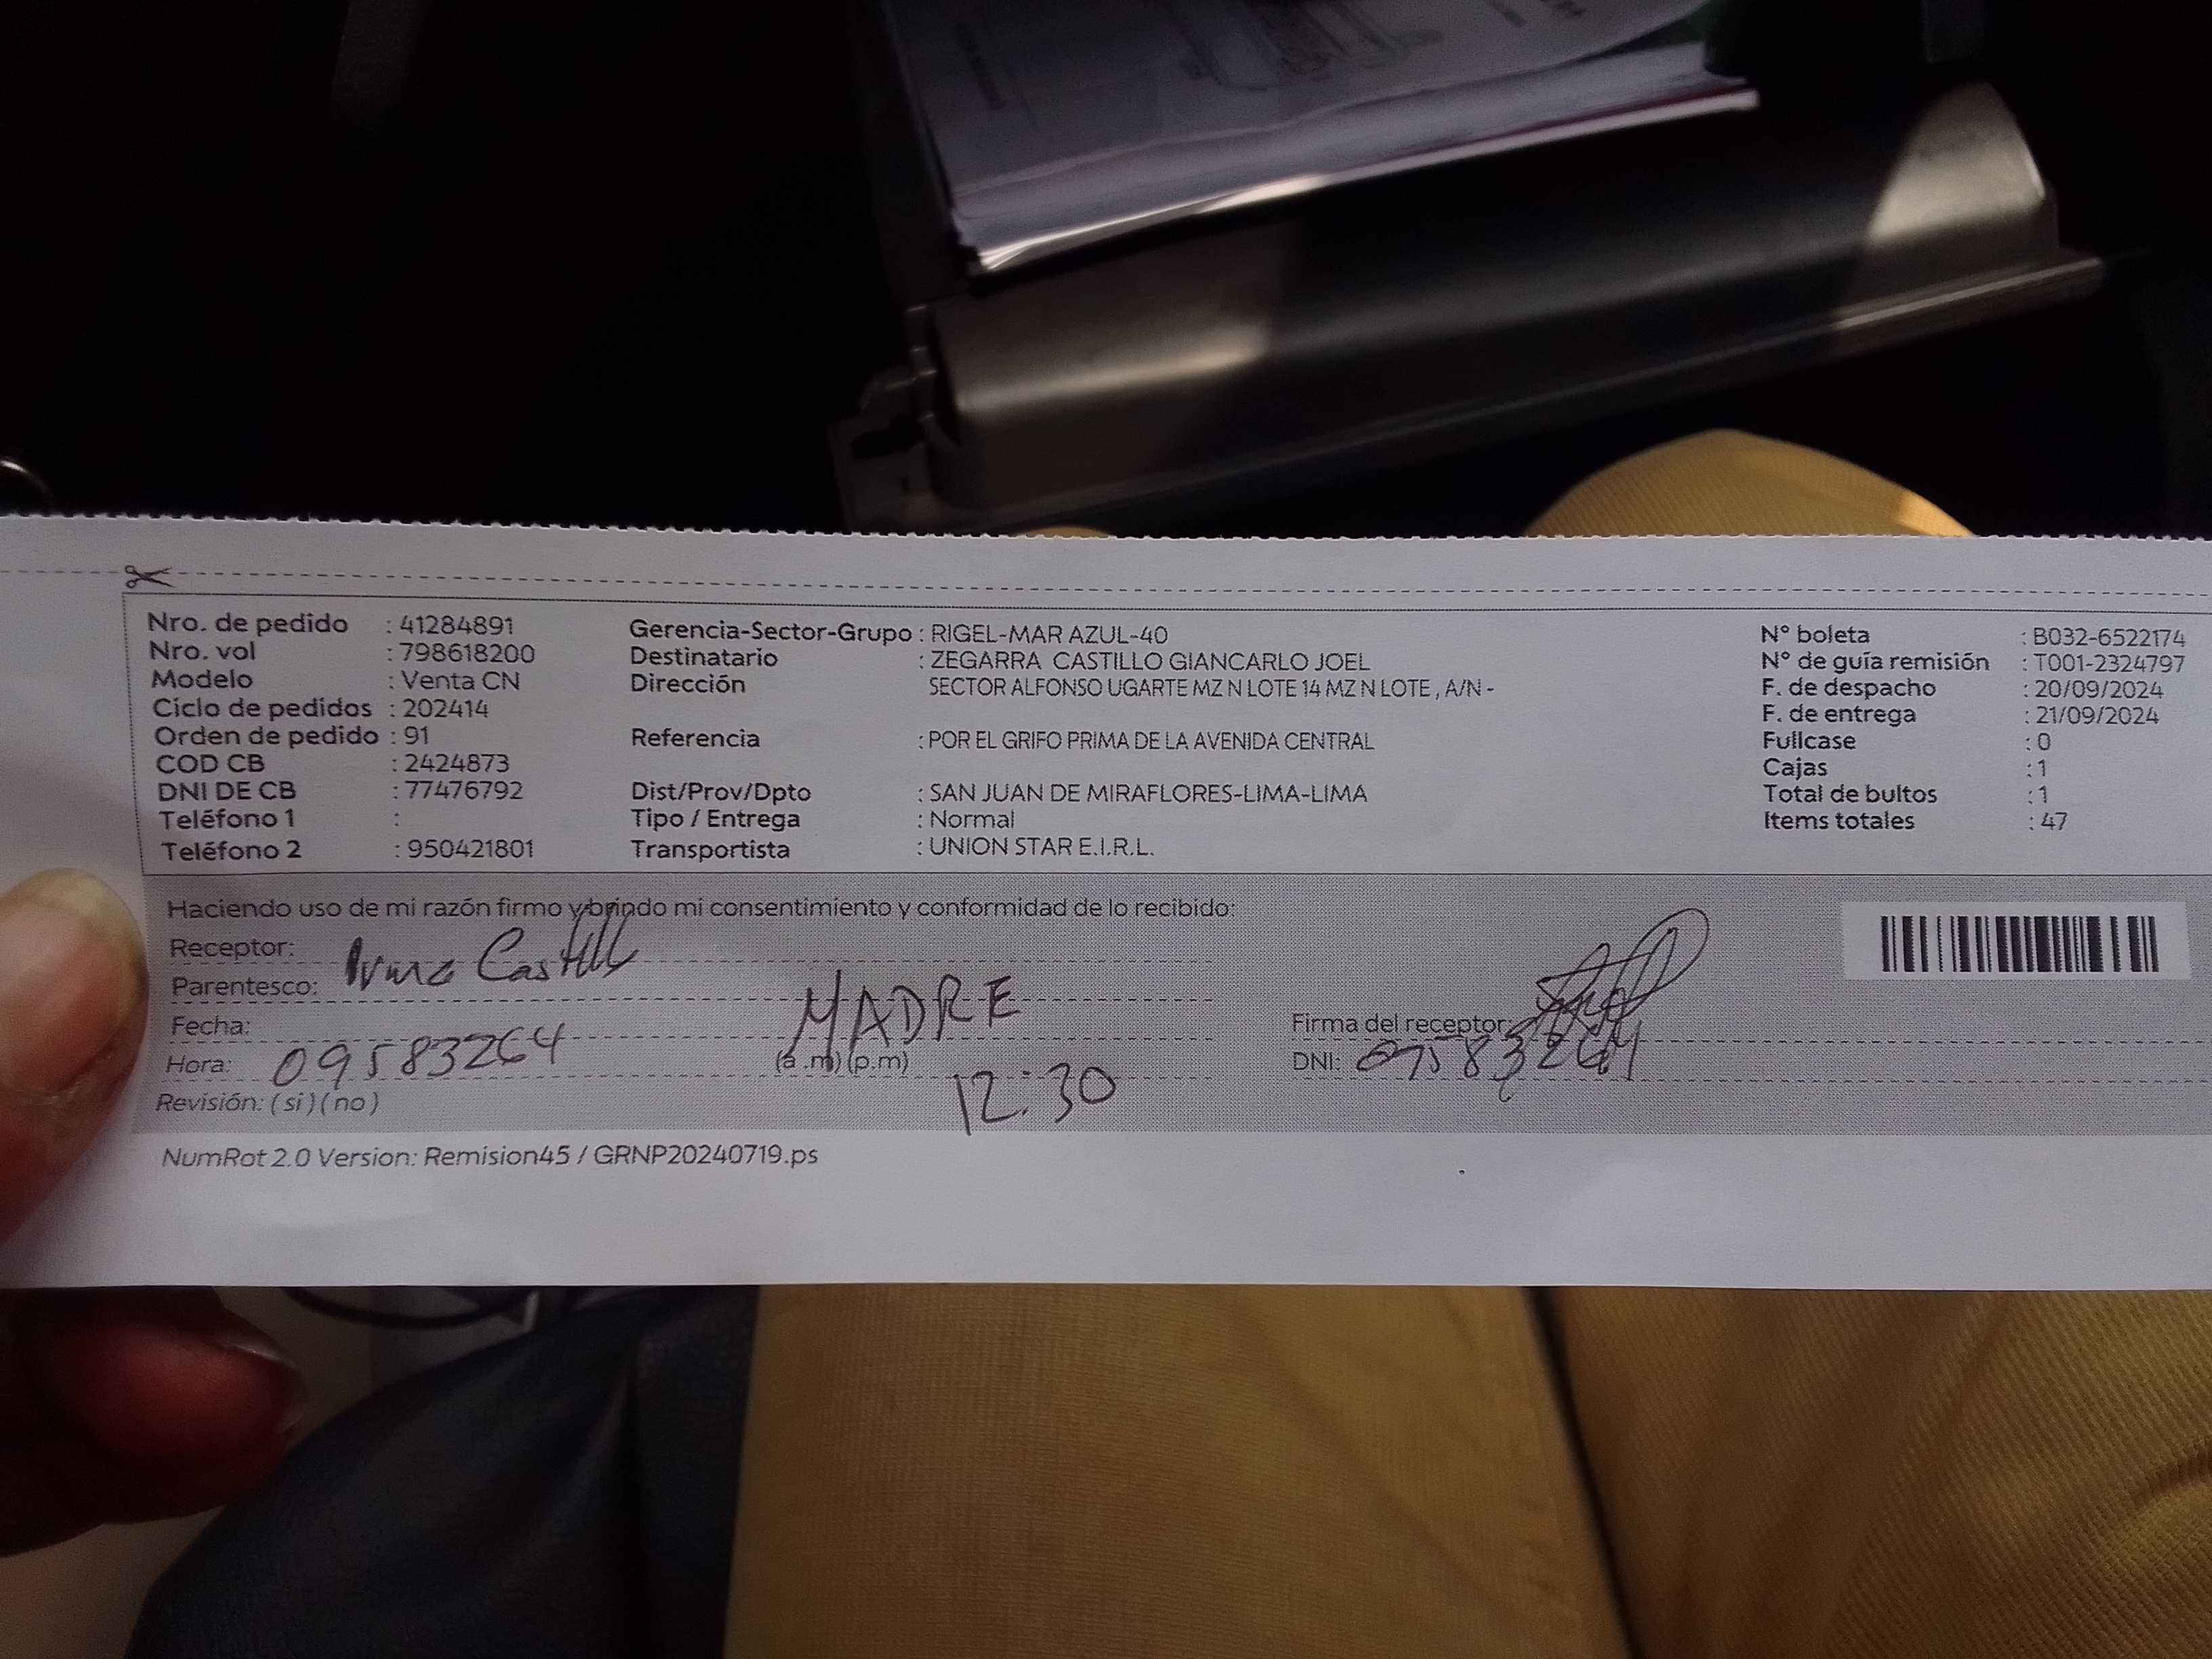 Nro. de pedido : 41284891
Nro. vol : 798618200
Modelo : Venta CN
Ciclo de pedidos : 202414
Orden de pedido : 91
COD CB : 2424873
DNI DE CB : 77476792
Teléfono 1 :
Teléfono 2 : 950421801
Gerencia-Sector-Grupo : RIGEL-MAR AZUL-40
Destinatario : ZEGARRA CASTILLO GIANCARLO JOEL
Dirección SECTOR ALFONSO UGARTE MZ N LOTE 14 MZ N LOTE , A/N -
Referencia : POR EL GRIFO PRIMA DE LA AVENIDA CENTRAL
Dist/Prov/Dpto : SAN JUAN DE MIRAFLORES-LIMA-LIMA
Tipo / Entrega : Normal
Transportista : UNION STAR E.I.R.L.
N° boleta : B032-6522174
N° de guía remisión : T001-2324797
F. de despacho : 20/09/2024
F. de entrega : 21/09/2024
Fullcase : 0
Cajas : 1
Total de bultos : 1
Items totales : 47
Haciendo uso de mi razón firmo y brindo mi consentimiento y conformidad de lo recibido:
Receptor: Irma Castillo
Parentesco: MADRE
Fecha:
Hora: 09583264 (a .m) (p.m) 12:30
Revisión: ( si ) ( no )
Firma del receptor:
DNI: 09583264
NumRot 2.0 Version: Remision45 / GRNP20240719.ps